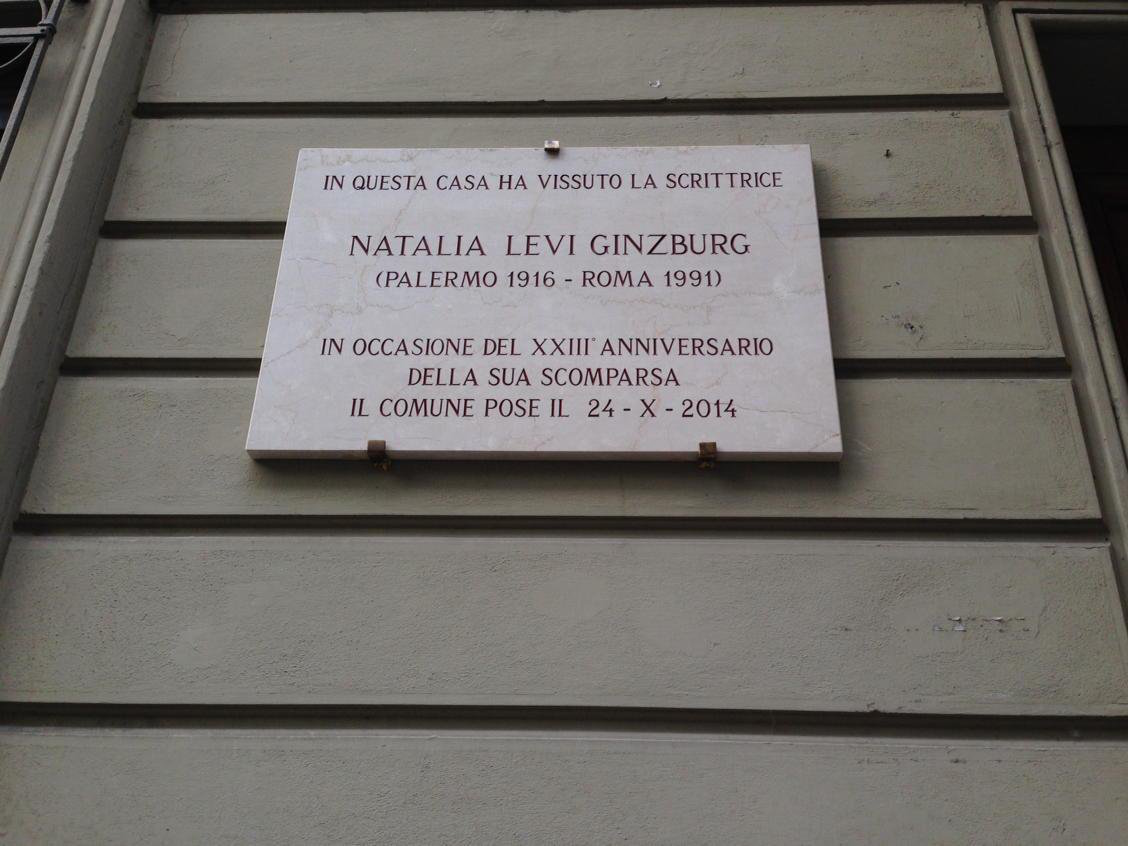 IN QUESTA CASA HA VISSUTO LA SCRITTRICE
NATALIA LEVI GINZBURG
(PALERMO 1916 - ROMA 1991)
IN OCCASIONE DEL XXIII° ANNIVERSARIO
DELLA SUA SCOMPARSA
IL COMUNE POSE IL 24 - X - 2014